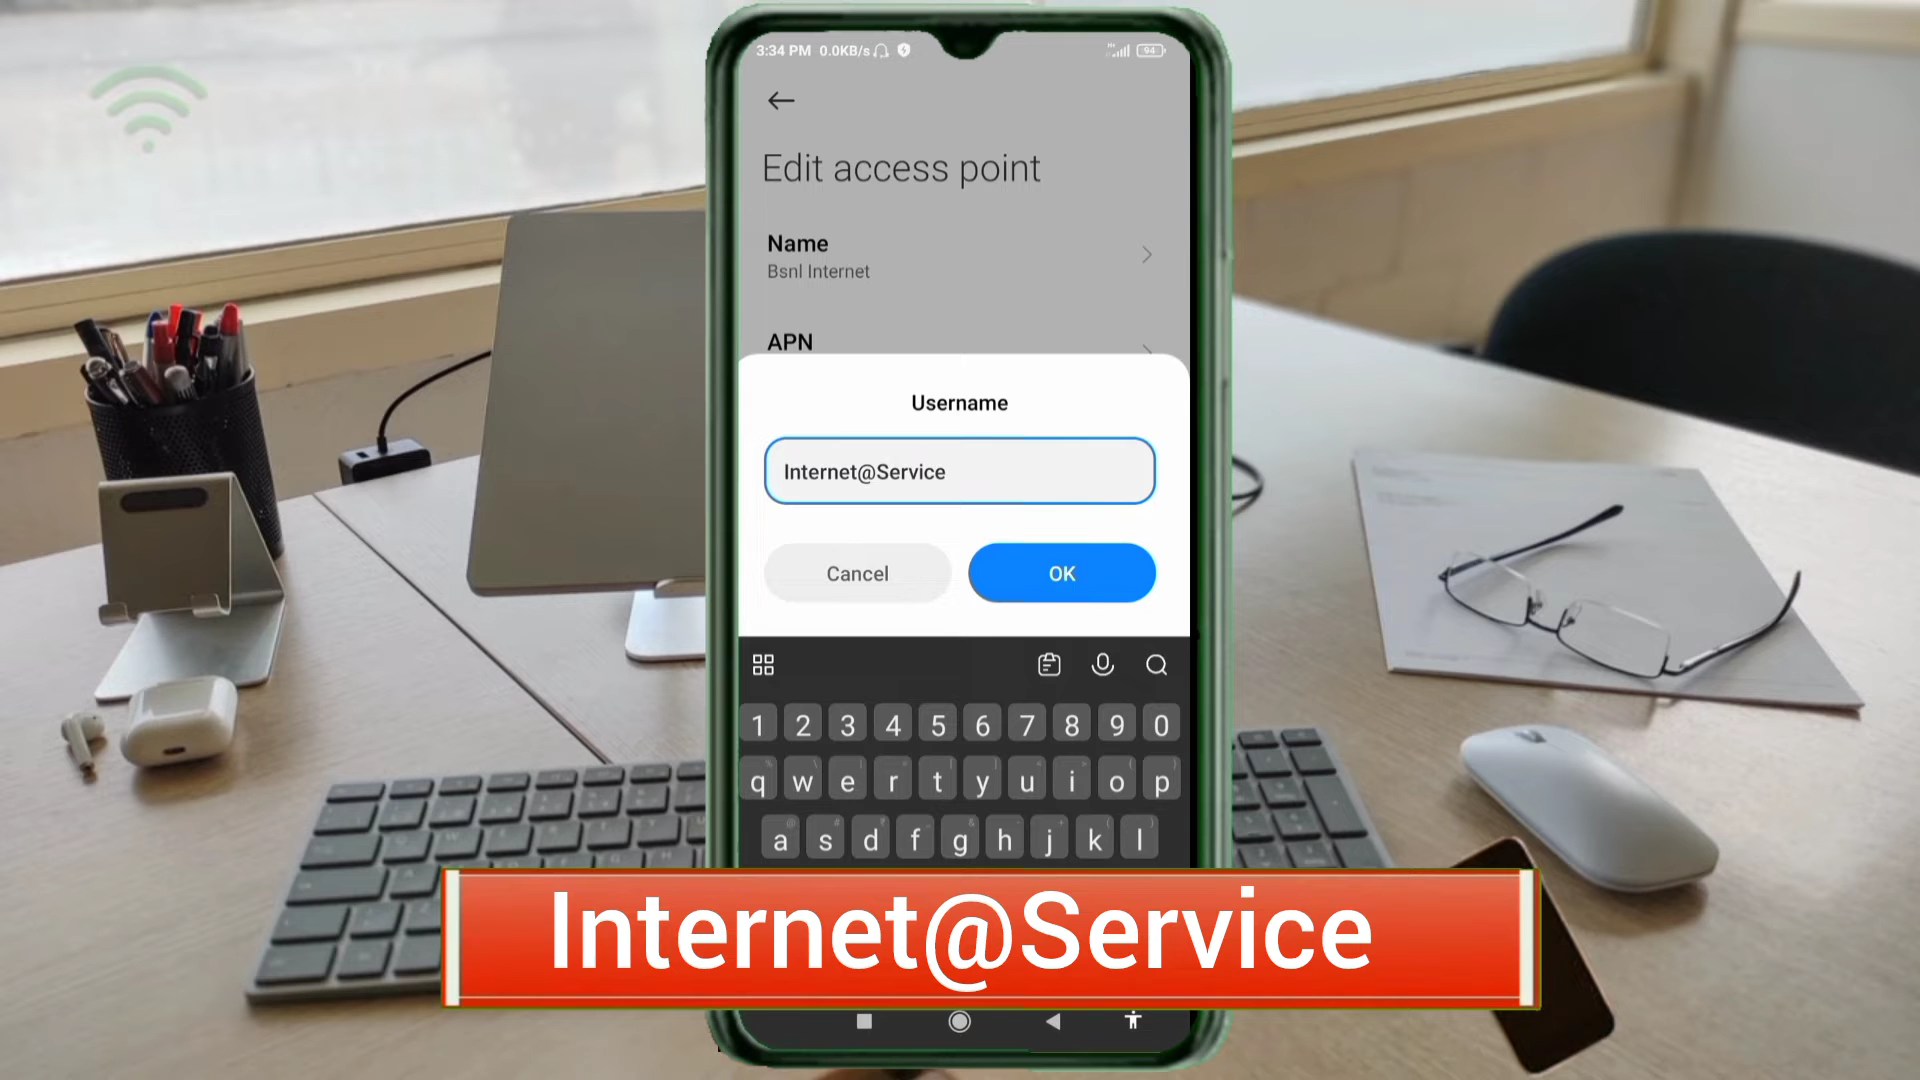 3:34 PM 0.0KB/s 94
Edit access point
Name
Bsnl Internet
APN
Username
Internet@Service
Cancel OK
1 2 3 4 5 6 7 8 9 0
q w e r t y u i o p
a s d f g h j k l
Internet@Service